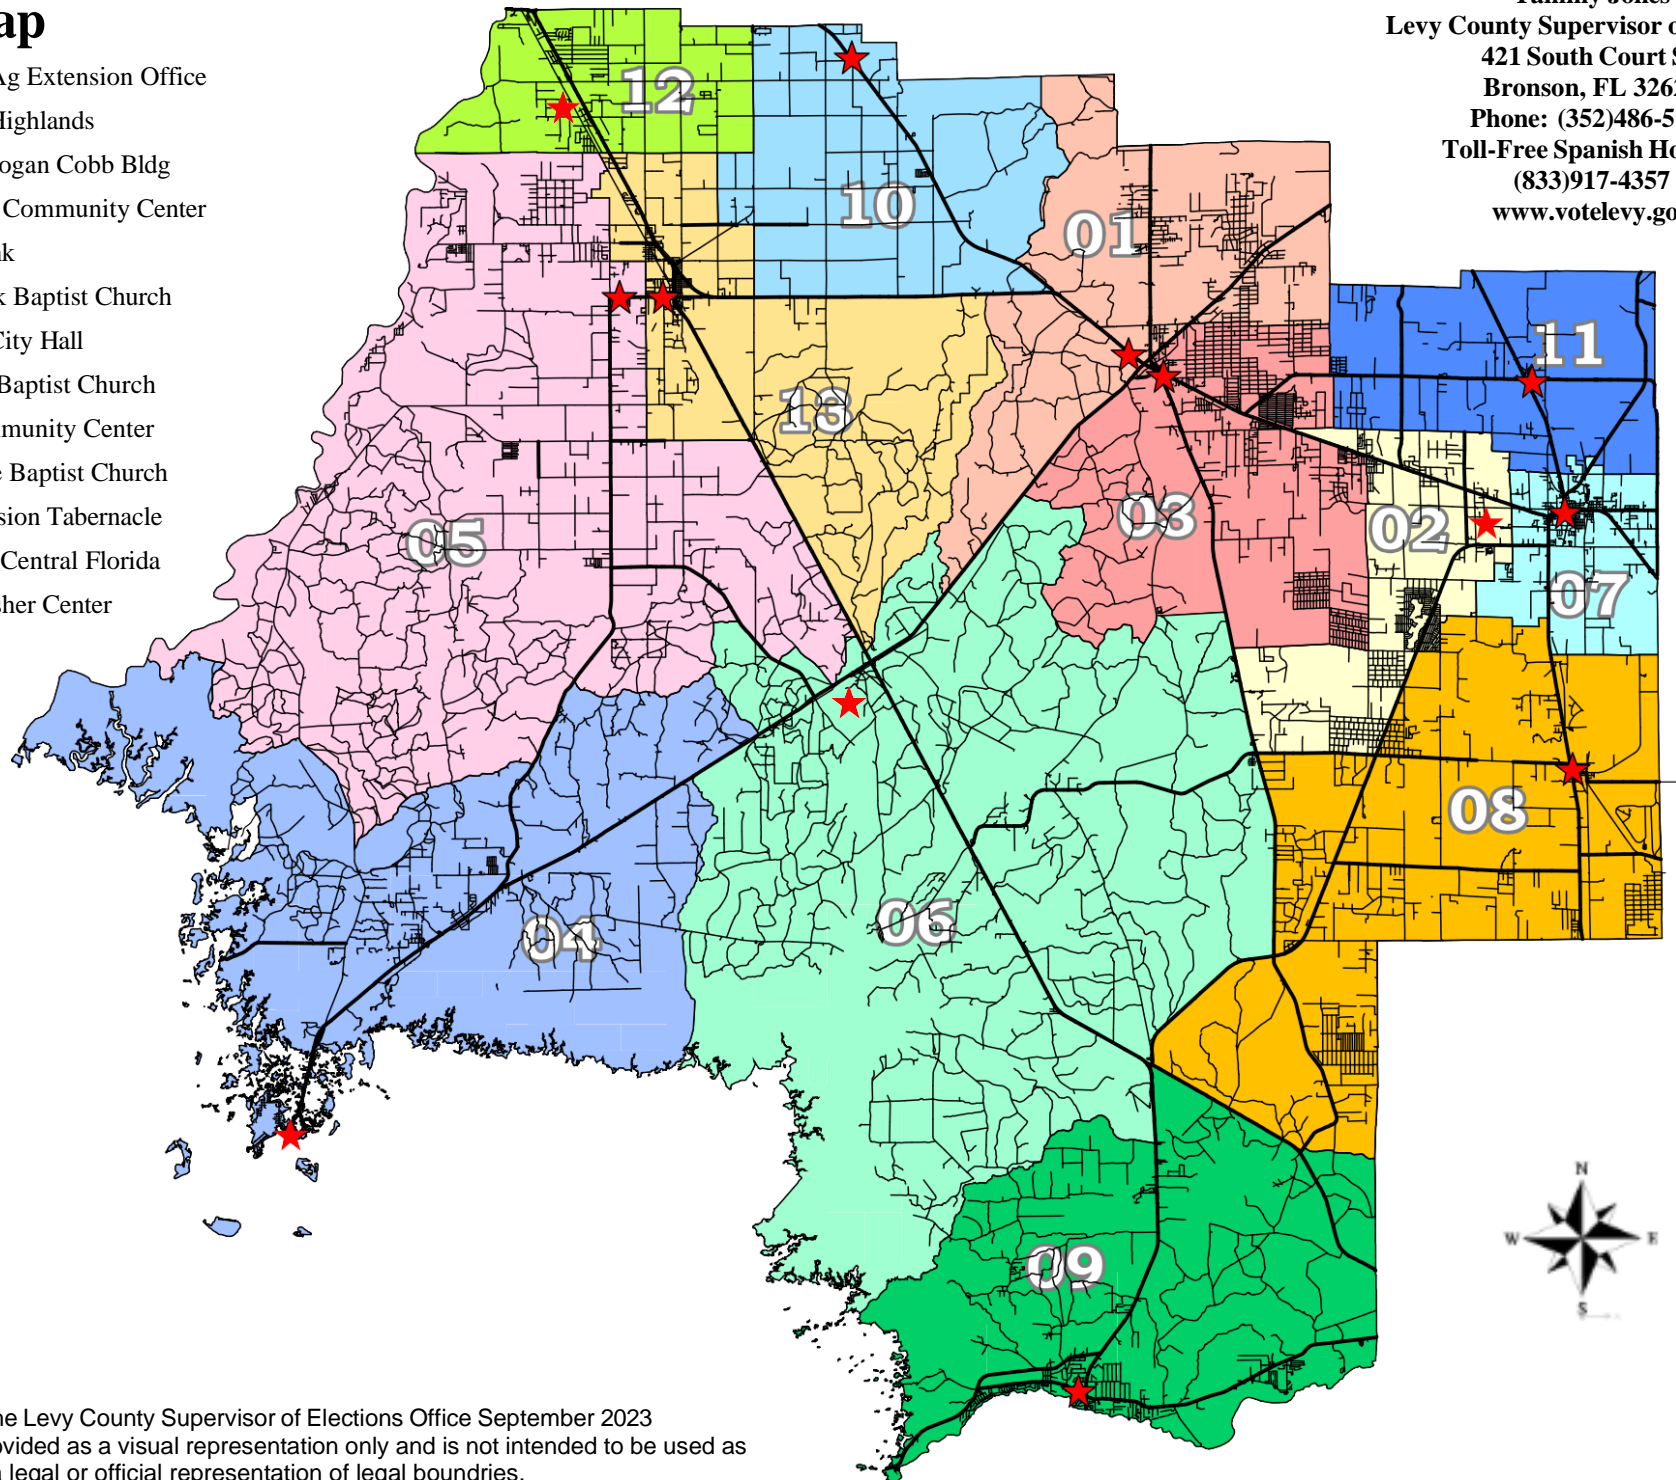 ap
Ag Extension Office
Highlands
ogan Cobb Bldg
Community Center
k Baptist Church
City Hall
Baptist Church
munity Center
e Baptist Church
sion Tabernacle
Central Florida
sher Center
Levy County Supervisor o
421 South Court S
Bronson, FL 3262
Phone: (352)486-5
Toll-Free Spanish Ho
(833)917-4357
www.votelevy.go
12
10
01
11
13
05
03
02
07
08
04
06
09
N
W E
S
he Levy County Supervisor of Elections Office September 2023
ovided as a visual representation only and is not intended to be used as
a legal or official representation of legal boundries.